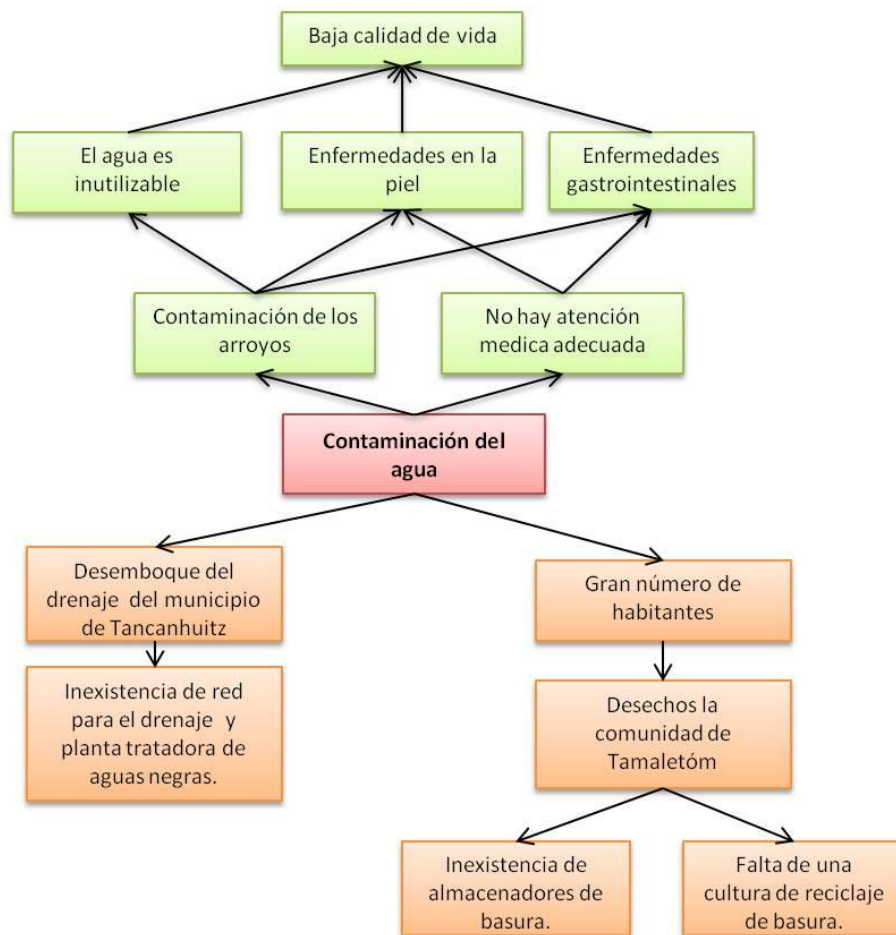 Baja calidad de vida
El agua es
inutilizable
Enfermedades en la
piel
Enfermedades
gastrointestinales
Contaminación de los
arroyos
No hay atención
medica adecuada
Contaminación del
agua
Desemboque del
drenaje del municipio
de Tancanhuitz
Gran número de
habitantes
Inexistencia de red
para el drenaje y
planta tratadora de
aguas negras.
Desechos la
comunidad de
Tamaletóm
Inexistencia de
almacenadores de
basura.
Falta de una
cultura de reciclaje
de basura.